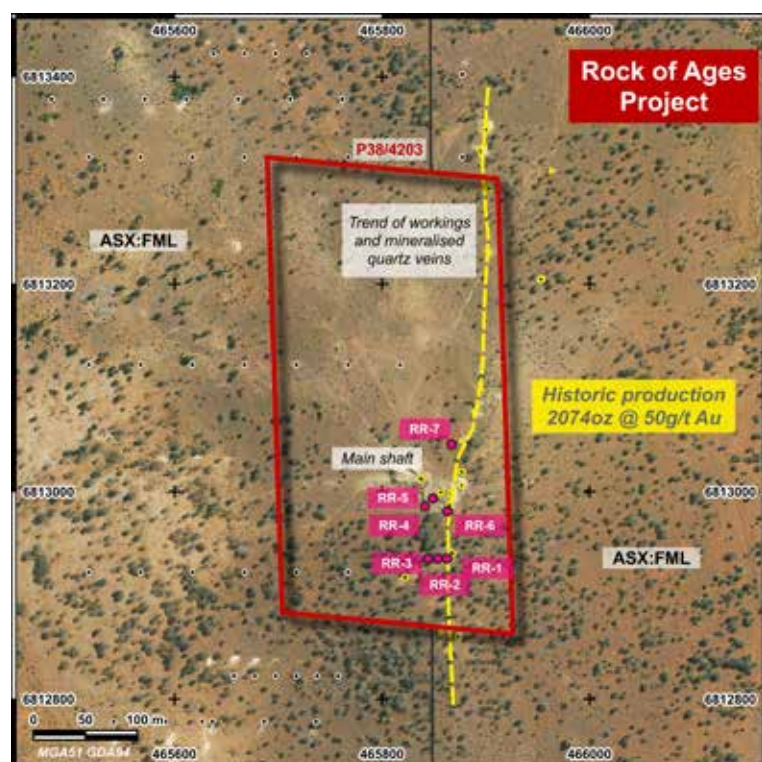 465600
465800
466000
6813400
Rock of Ages
Project
P38/4203
Trend of workings
and mineralised
quartz veins
ASX:FML
6813200
6813200
Historic production
2074oz @ 50g/t Au
RR-7
Main shaft
6813000
6813000
RR-5
RR-4
RR-6
RR-3
RR-1
RR-2
ASX:FML
6812800
6812800
0 50 100 m
MGA51 GDA94
465600
465800
466000